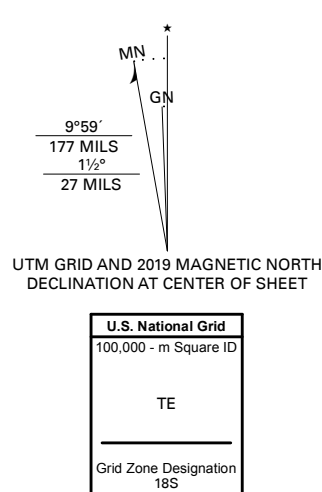 ★
MN
GN
9°59´
177 MILS
1½°
27 MILS
UTM GRID AND 2019 MAGNETIC NORTH
DECLINATION AT CENTER OF SHEET
U.S. National Grid
100,000 - m Square ID
TE
Grid Zone Designation
18S